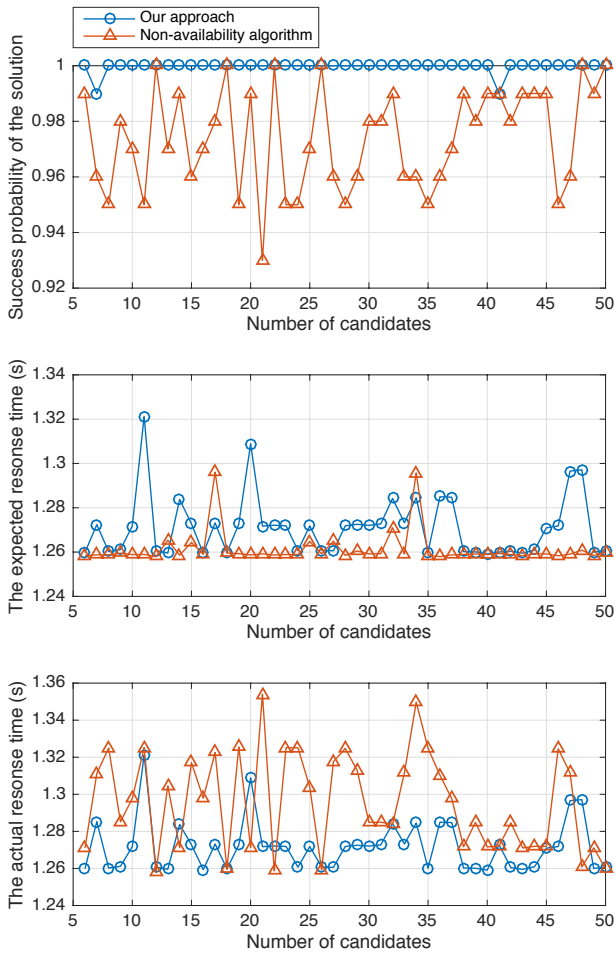 Our approach
Non-availability algorithm
1
0.98
0.96
0.94
0.92
Success probability of the solution
5 10 15 20 25 30 35 40 45 50
Number of candidates
1.34
1.32
1.3
1.28
1.26
1.24
The expected resonse time (s)
5 10 15 20 25 30 35 40 45 50
Number of candidates
1.36
1.34
1.32
1.3
1.28
1.26
1.24
The actual resonse time (s)
5 10 15 20 25 30 35 40 45 50
Number of candidates